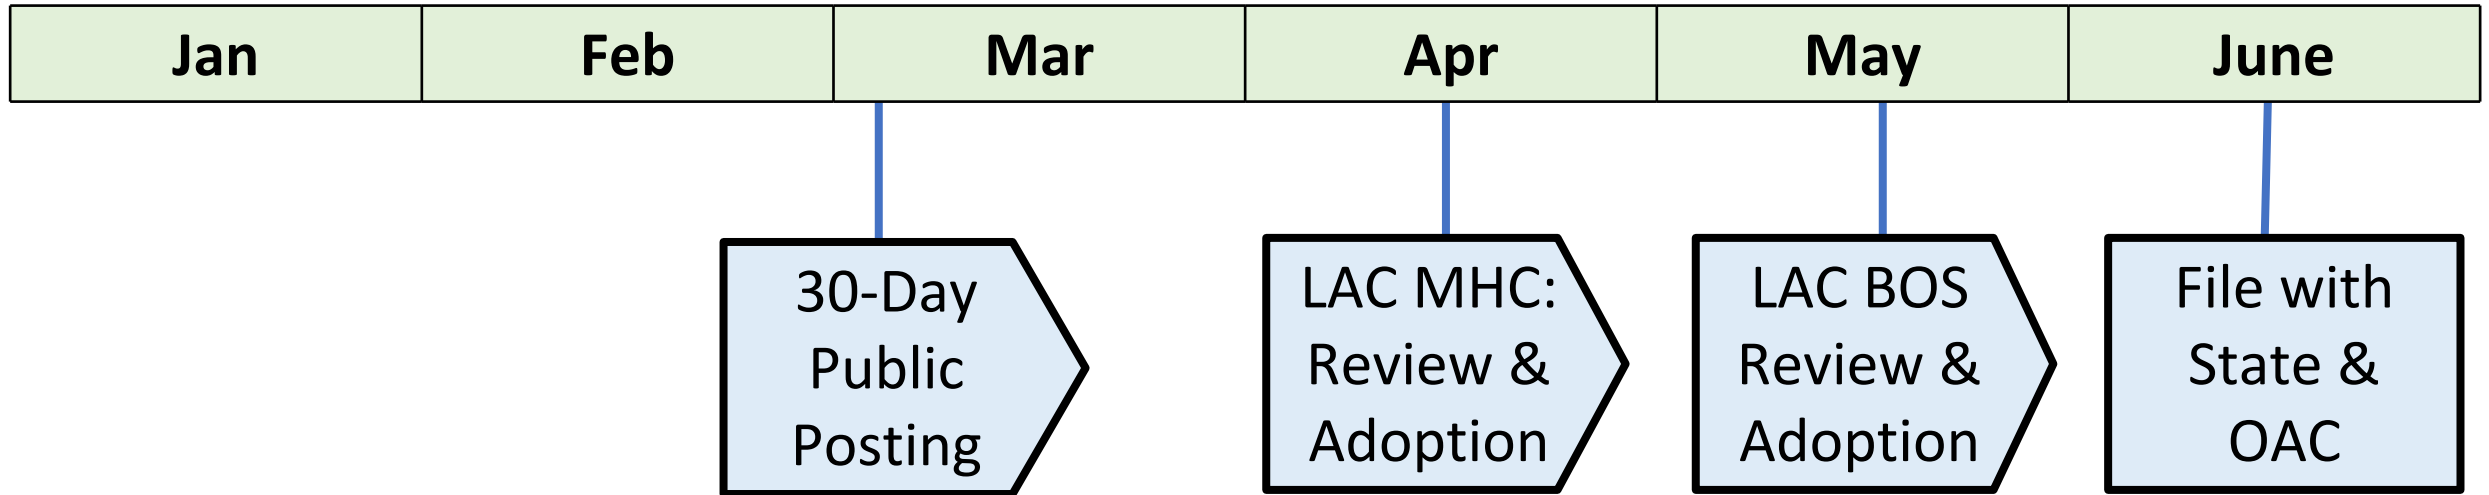 Jan Feb Mar Apr May June
30-Day
Public
Posting
LAC MHC:
Review &
Adoption
LAC BOS
Review &
Adoption
File with
State &
OAC